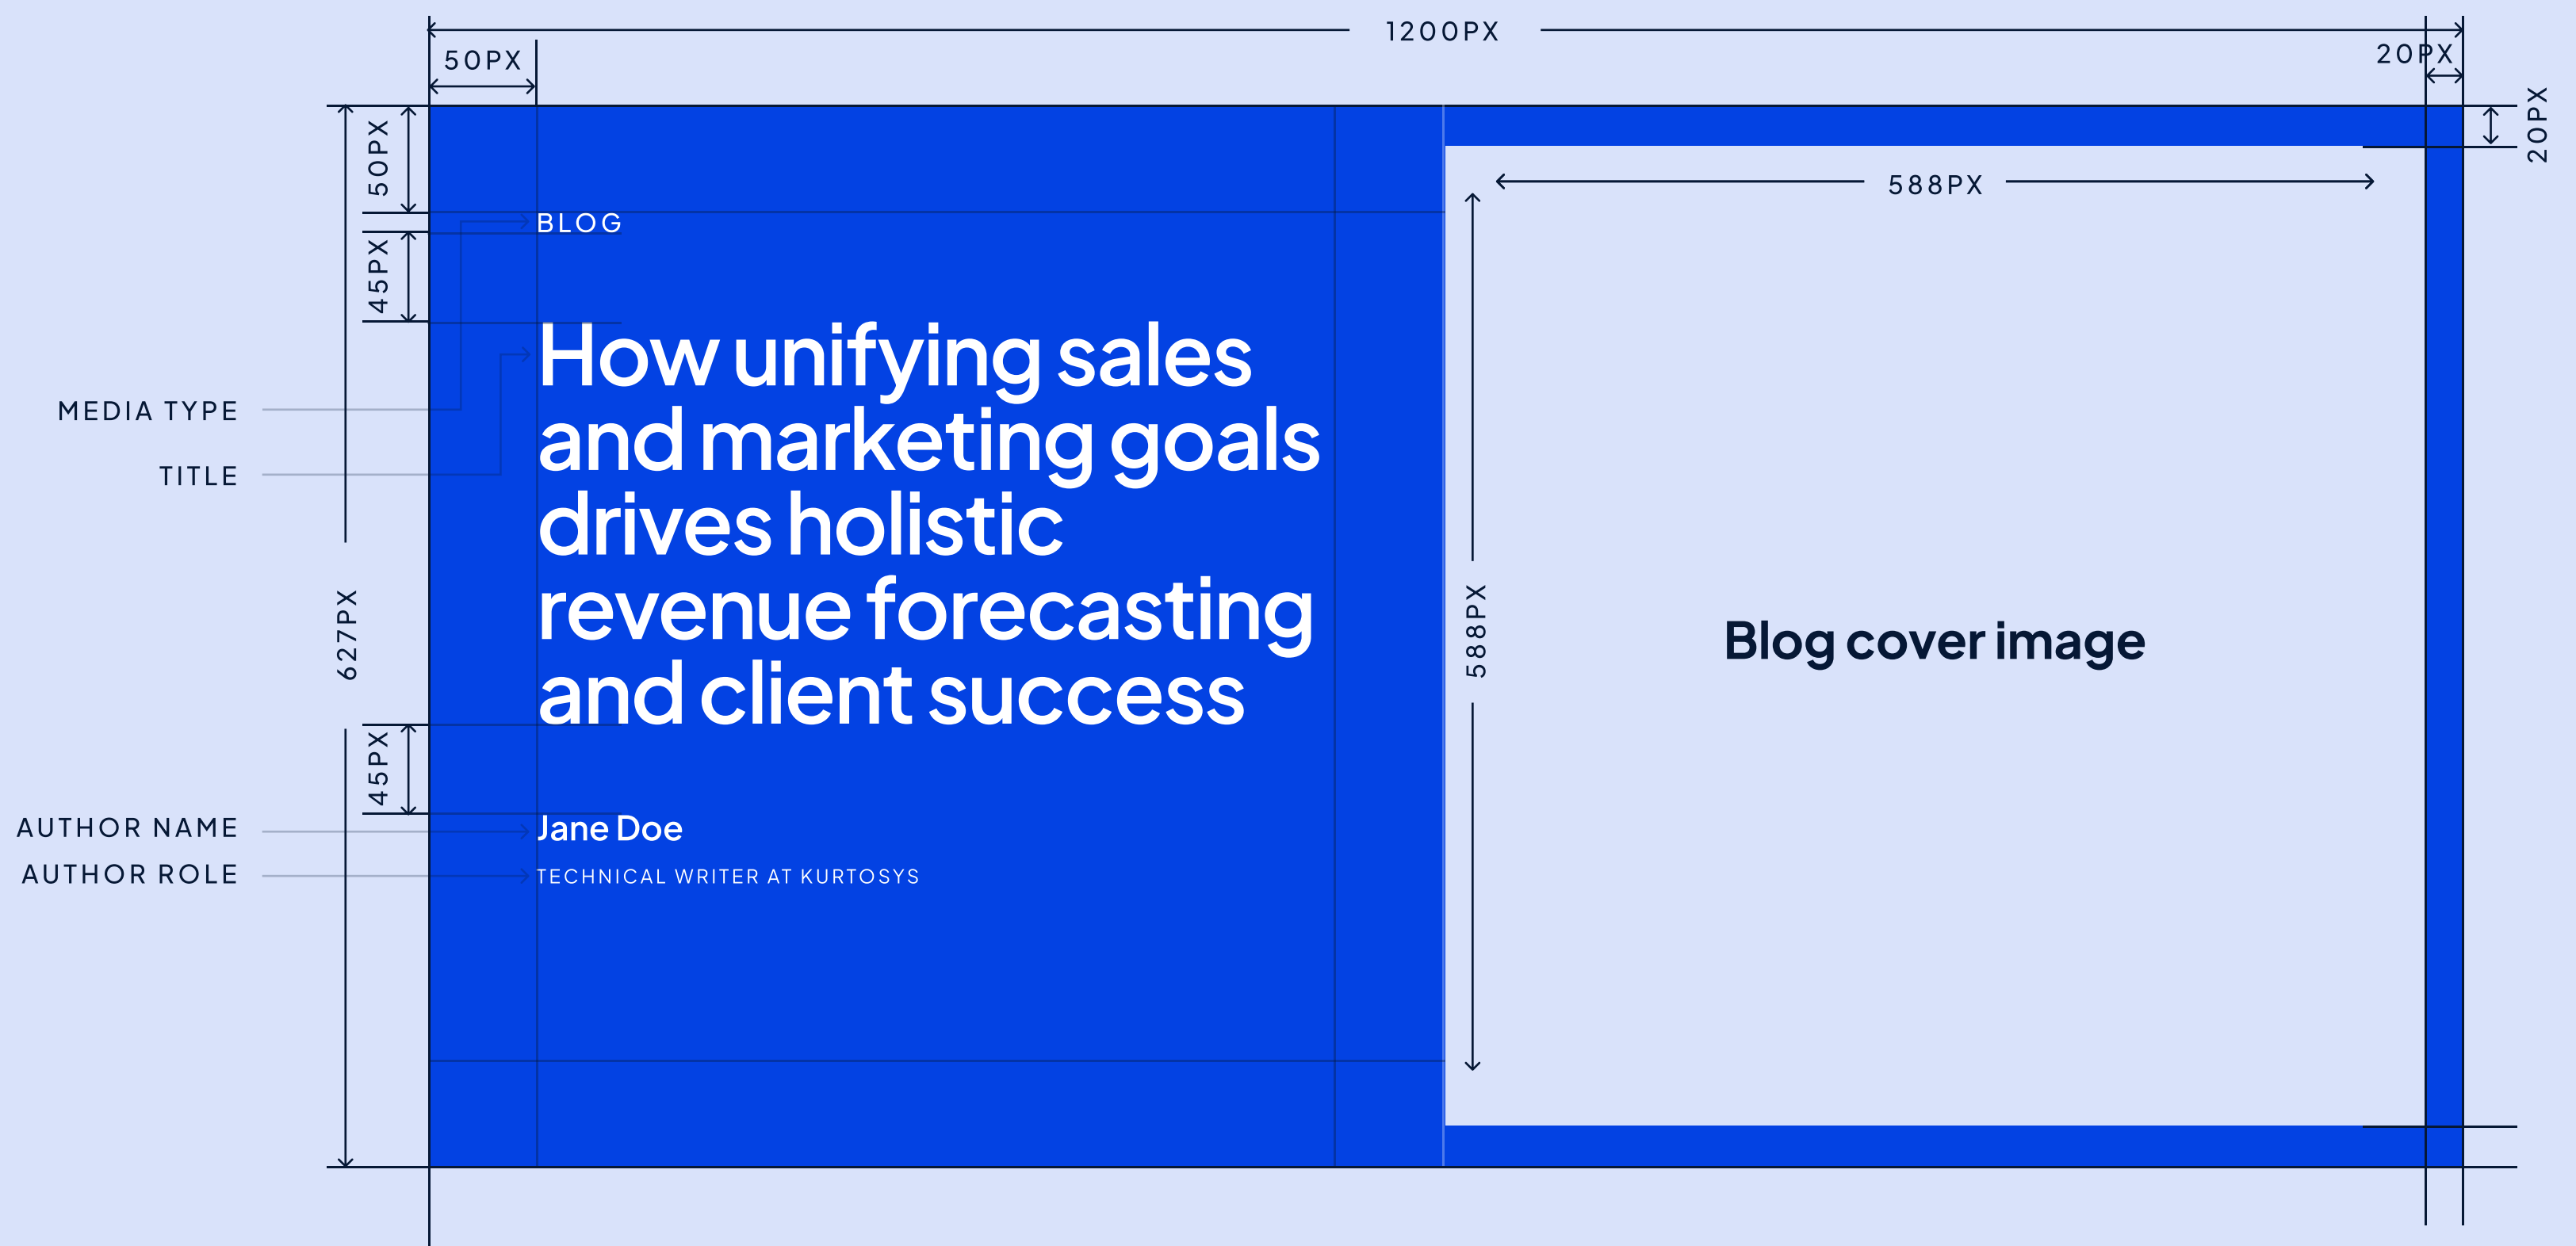 1200PX
50PX
20PX
20PX
50PX
588PX
BLOG
45PX
How unifying sales
and marketing goals
drives holistic
revenue forecasting
and client success
MEDIA TYPE
TITLE
627PX
588PX
Blog cover image
45PX
AUTHOR NAME
Jane Doe
AUTHOR ROLE
TECHNICAL WRITER AT KURTOSYS